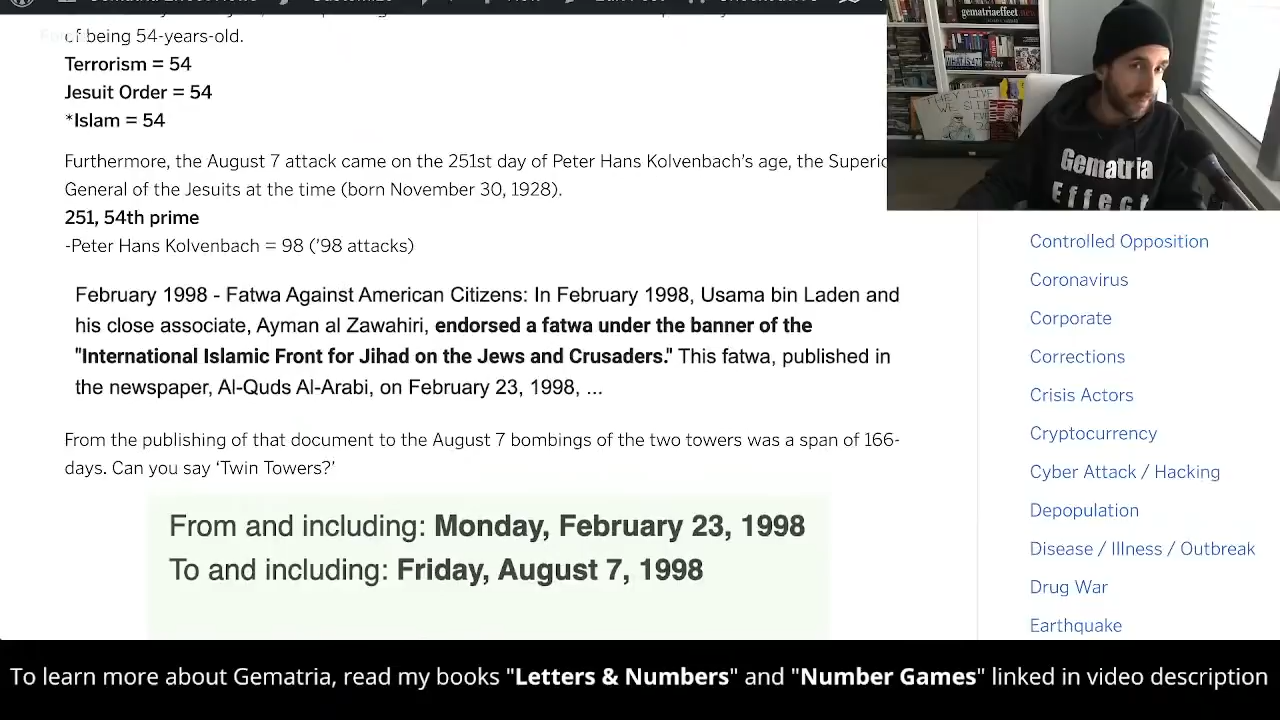 of being 54-years-old.
Terrorism = 54
Jesuit Order = 54
*Islam = 54
Furthermore, the August 7 attack came on the 251st day of Peter Hans Kolvenbach's age, the
General of the Jesuits at the time (born November 30, 1928).
251, 54th prime
-Peter Hans Kolvenbach = 98 ('98 attacks)
February 1998 - Fatwa Against American Citizens: In February 1998, Usama bin Laden and
his close associate, Ayman al Zawahiri, endorsed a fatwa under the banner of the
"International Islamic Front for Jihad on the Jews and Crusaders." This fatwa, published in
the newspaper, Al-Quds Al-Arabi, on February 23, 1998, ...
From the publishing of that document to the August 7 bombings of the two towers was a span of 166-
days. Can you say 'Twin Towers?'
From and including: Monday, February 23, 1998
To and including: Friday, August 7, 1998
gematriaeffect.news
THEY LIVE
WE SL
Gematria
Effect
Controlled Opposition
Coronavirus
Corporate
Corrections
Crisis Actors
Cryptocurrency
Cyber Attack / Hacking
Depopulation
Disease / Illness / Outbreak
Drug War
Earthquake
To learn more about Gematria, read my books "Letters & Numbers" and "Number Games" linked in video description